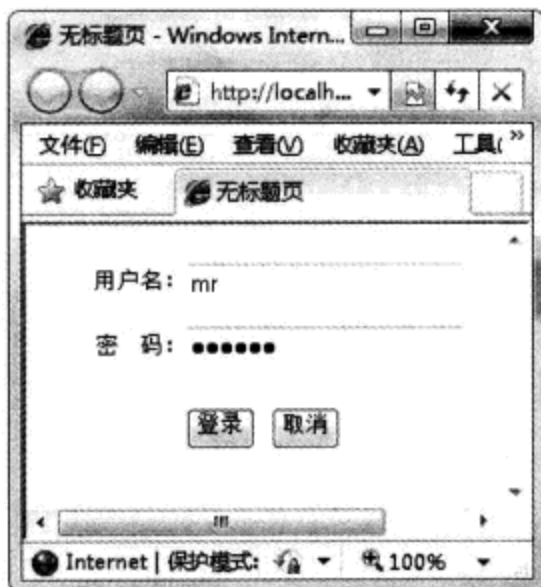 无标题页 - Windows Intern...
http://localh...
文件(F) 编辑(E) 查看(V) 收藏夹(A) 工具(
收藏夹 无标题页
用户名: mr
密 码: ●●●●●●
登录 取消
Internet | 保护模式: 100%